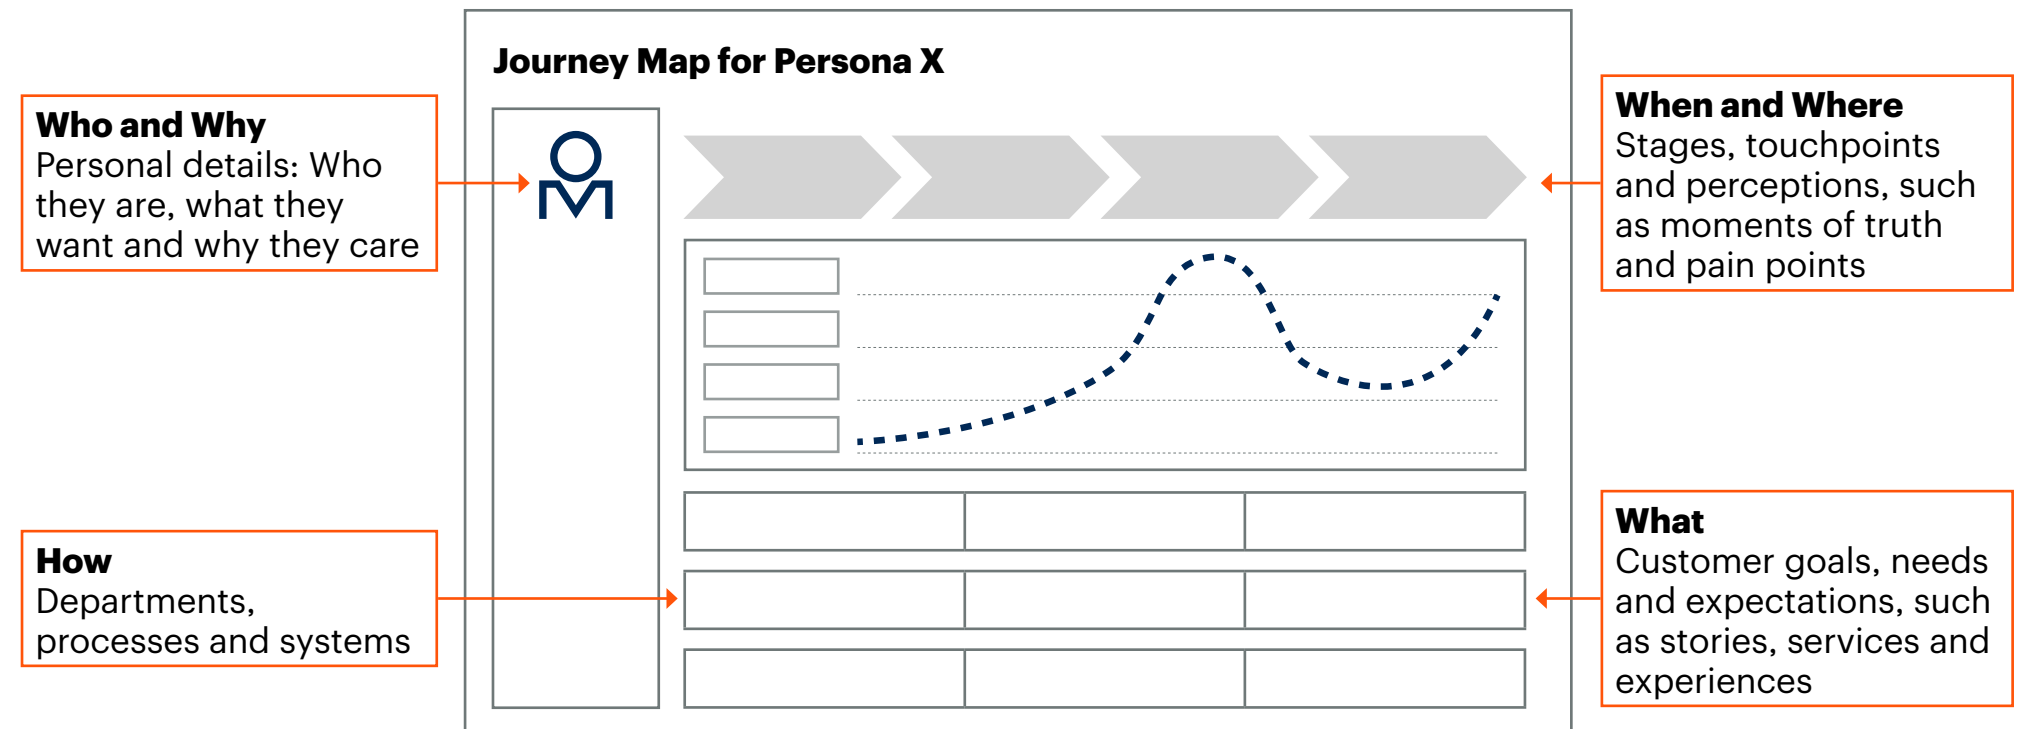 Journey Map for Persona X
Who and Why
Personal details: Who
they are, what they
want and why they care
When and Where
Stages, touchpoints
and perceptions, such
as moments of truth
and pain points
How
Departments,
processes and systems
What
Customer goals, needs
and expectations, such
as stories, services and
experiences